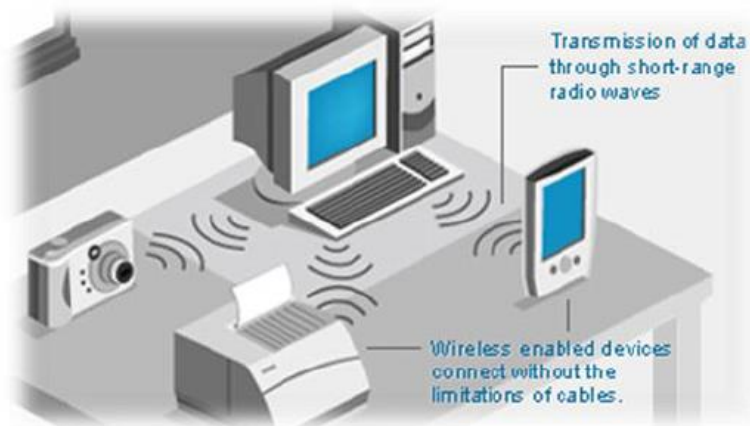 Transmission of data
through short-range
radio waves
Wireless enabled devices
connect without the
limitations of cables.